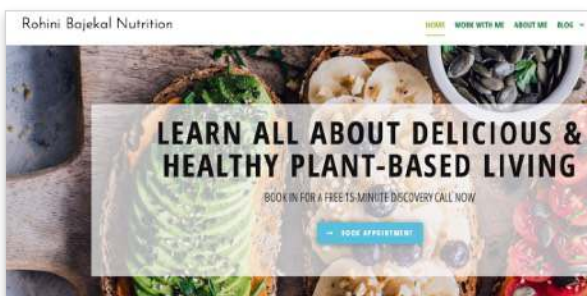 Rohini Bajekal Nutrition
HOME WORK WITH ME ABOUT ME BLOG
LEARN ALL ABOUT DELICIOUS &
HEALTHY PLANT-BASED LIVING
BOOK IN FOR A FREE 15-MINUTE DISCOVERY CALL NOW
→ BOOK APPOINTMENT